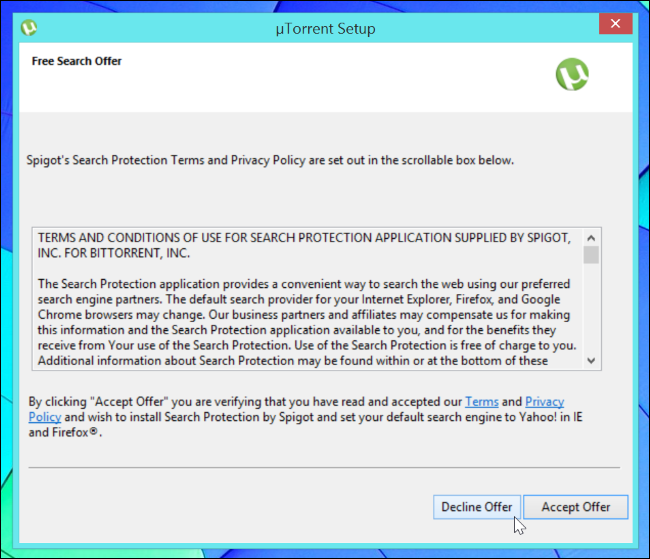 µTorrent Setup
Free Search Offer
Spigot's Search Protection Terms and Privacy Policy are set out in the scrollable box below.
TERMS AND CONDITIONS OF USE FOR SEARCH PROTECTION APPLICATION SUPPLIED BY SPIGOT,
INC. FOR BITTORRENT, INC.
The Search Protection application provides a convenient way to search the web using our preferred
search engine partners. The default search provider for your Internet Explorer, Firefox, and Google
Chrome browsers may change. Our business partners and affiliates may compensate us for making
this information and the Search Protection application available to you, and for the benefits they
receive from Your use of the Search Protection. Use of the Search Protection is free of charge to you.
Additional information about Search Protection may be found within or at the bottom of these
By clicking "Accept Offer" you are verifying that you have read and accepted our Terms and Privacy
Policy and wish to install Search Protection by Spigot and set your default search engine to Yahoo! in IE
and Firefox®.
Decline Offer Accept Offer